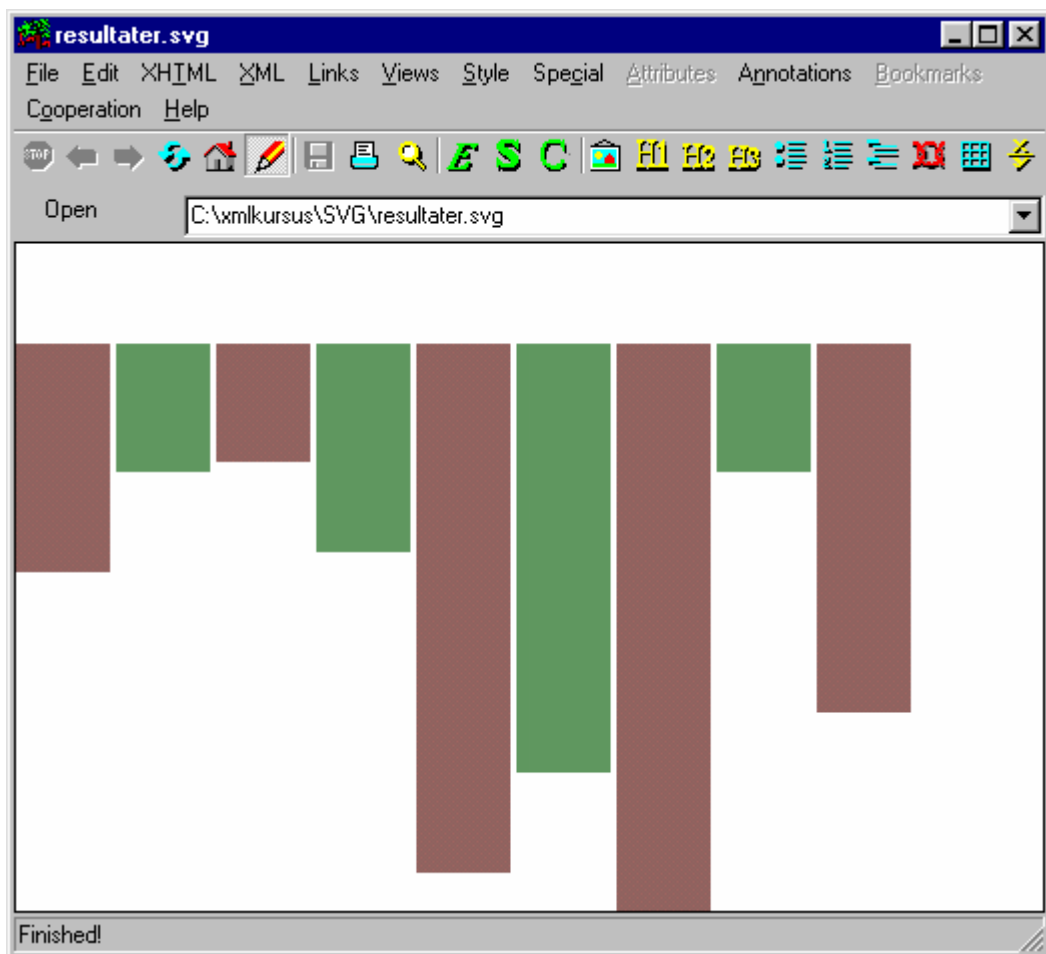 resultater.svg
File Edit XHTML XML Links Views Style Special Attributes Annotations Bookmarks
Cooperation Help
STOP E S C H1 H2 H3
Open C:\xmlkursus\SVG\resultater.svg
Finished!